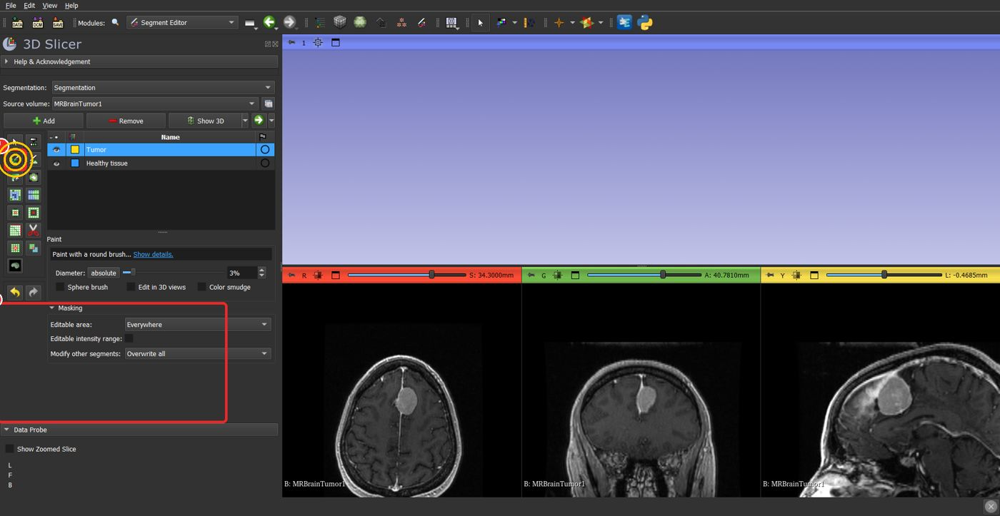 File Edit View Help
DATA DCM SAVE Modules: Segment Editor
3D Slicer
1
Help & Acknowledgement
Segmentation: Segmentation
Source volume: MRBrainTumor1
Add Remove Show 3D
Name
Tumor
Healthy tissue
Paint
Paint with a round brush... Show details.
Diameter: absolute 3%
Sphere brush Edit in 3D views Color smudge
R S: 34.3000mm G A: 40.7810mm Y L: -0.4685mm
Masking
Editable area: Everywhere
Editable intensity range:
Modify other segments: Overwrite all
Data Probe
Show Zoomed Slice
L
F
B
B: MRBrainTumor1 B: MRBrainTumor1 B: MRBrainTumor1